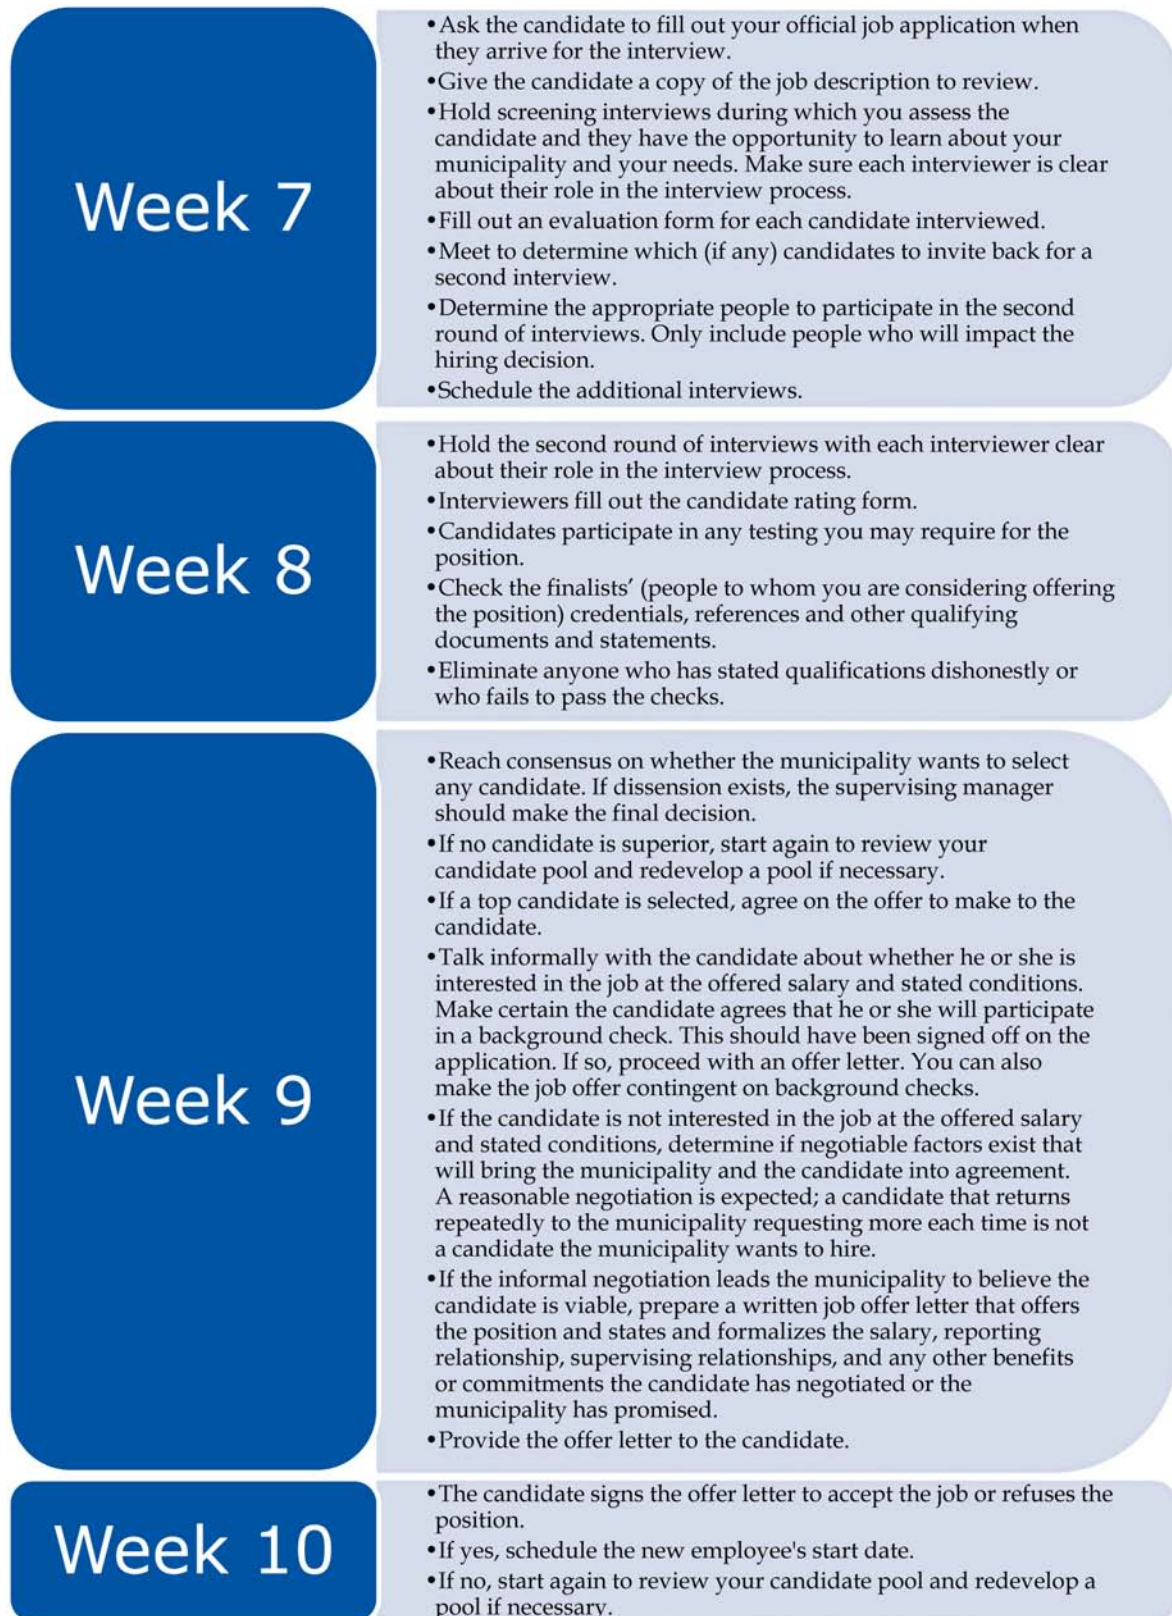 Week 7
•Ask the candidate to fill out your official job application when
they arrive for the interview.
•Give the candidate a copy of the job description to review.
•Hold screening interviews during which you assess the
candidate and they have the opportunity to learn about your
municipality and your needs. Make sure each interviewer is clear
about their role in the interview process.
•Fill out an evaluation form for each candidate interviewed.
•Meet to determine which (if any) candidates to invite back for a
second interview.
•Determine the appropriate people to participate in the second
round of interviews. Only include people who will impact the
hiring decision.
•Schedule the additional interviews.
Week 8
•Hold the second round of interviews with each interviewer clear
about their role in the interview process.
•Interviewers fill out the candidate rating form.
•Candidates participate in any testing you may require for the
position.
•Check the finalists’ (people to whom you are considering offering
the position) credentials, references and other qualifying
documents and statements.
•Eliminate anyone who has stated qualifications dishonestly or
who fails to pass the checks.
Week 9
•Reach consensus on whether the municipality wants to select
any candidate. If dissension exists, the supervising manager
should make the final decision.
•If no candidate is superior, start again to review your
candidate pool and redevelop a pool if necessary.
•If a top candidate is selected, agree on the offer to make to the
candidate.
•Talk informally with the candidate about whether he or she is
interested in the job at the offered salary and stated conditions.
Make certain the candidate agrees that he or she will participate
in a background check. This should have been signed off on the
application. If so, proceed with an offer letter. You can also
make the job offer contingent on background checks.
•If the candidate is not interested in the job at the offered salary
and stated conditions, determine if negotiable factors exist that
will bring the municipality and the candidate into agreement.
A reasonable negotiation is expected; a candidate that returns
repeatedly to the municipality requesting more each time is not
a candidate the municipality wants to hire.
•If the informal negotiation leads the municipality to believe the
candidate is viable, prepare a written job offer letter that offers
the position and states and formalizes the salary, reporting
relationship, supervising relationships, and any other benefits
or commitments the candidate has negotiated or the
municipality has promised.
•Provide the offer letter to the candidate.
Week 10
•The candidate signs the offer letter to accept the job or refuses the
position.
•If yes, schedule the new employee's start date.
•If no, start again to review your candidate pool and redevelop a
pool if necessary.